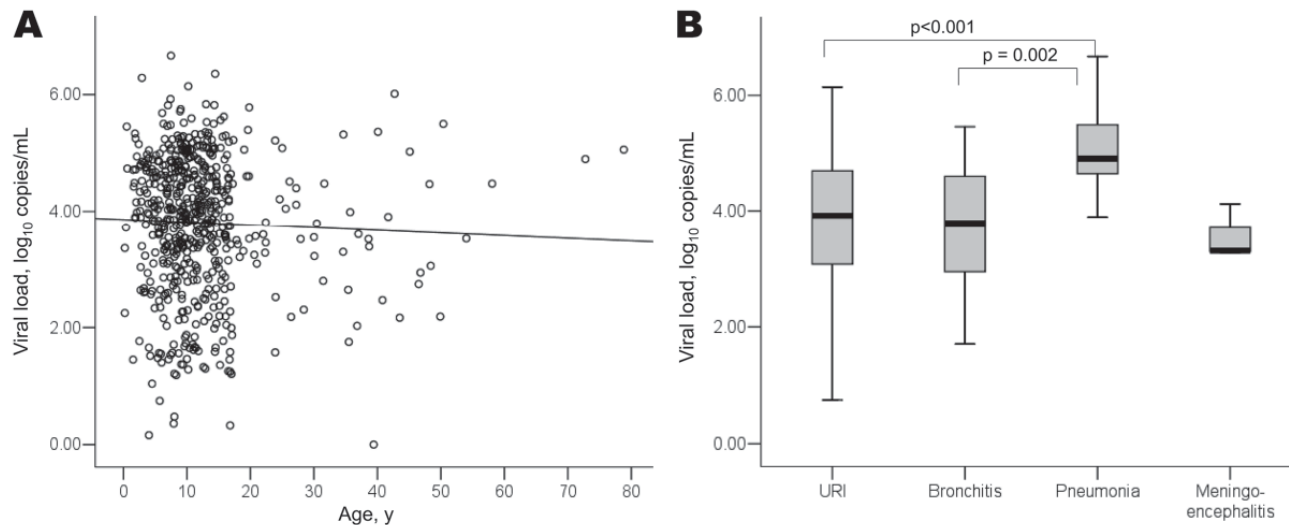 A
Viral load, log10 copies/mL
6.00
4.00
2.00
0.00
0 10 20 30 40 50 60 70 80
Age, y
B
Viral load, log10 copies/mL
6.00
4.00
2.00
0.00
p<0.001
p = 0.002
URI Bronchitis Pneumonia Meningo-
encephalitis